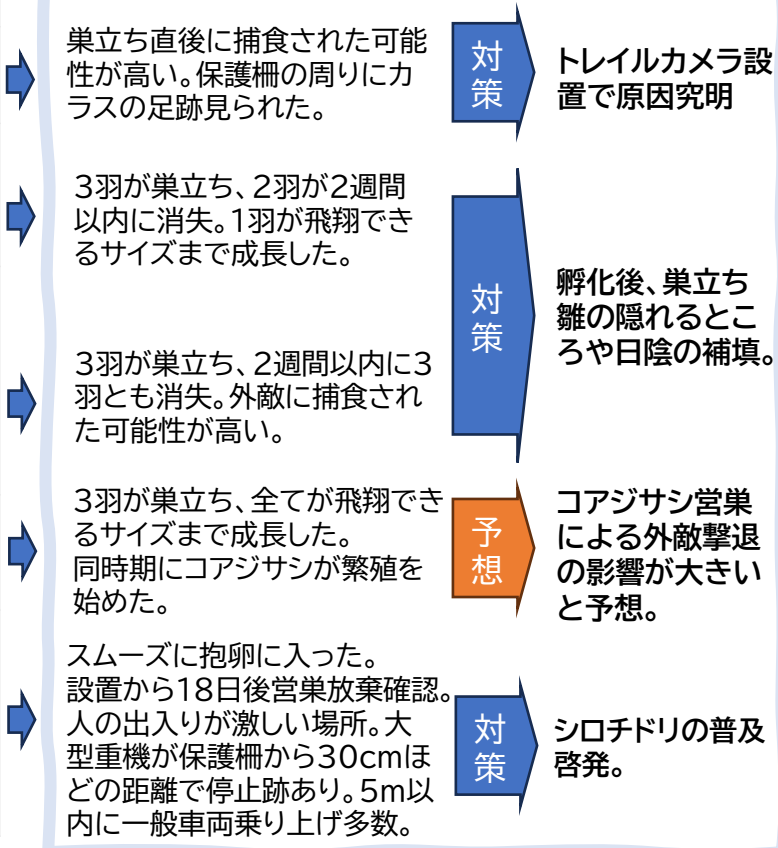 巣立ち直後に捕食された可能
性が高い。保護柵の周りにカ
ラスの足跡見られた。
対
策
トレイルカメラ設
置で原因究明
3羽が巣立ち、2羽が2週間
以内に消失。1羽が飛翔でき
るサイズまで成長した。
3羽が巣立ち、2週間以内に3
羽とも消失。外敵に捕食され
た可能性が高い。
対
策
孵化後、巣立ち
雛の隠れるとこ
ろや日陰の補填。
3羽が巣立ち、全てが飛翔でき
るサイズまで成長した。
同時期にコアジサシが繁殖を
始めた。
予
想
コアジサシ営巣
による外敵撃退
の影響が大きい
と予想。
スムーズに抱卵に入った。
設置から18日後営巣放棄確認。
人の出入りが激しい場所。大
型重機が保護柵から30cmほ
どの距離で停止跡あり。5m以
内に一般車両乗り上げ多数。
対
策
シロチドリの普及
啓発。